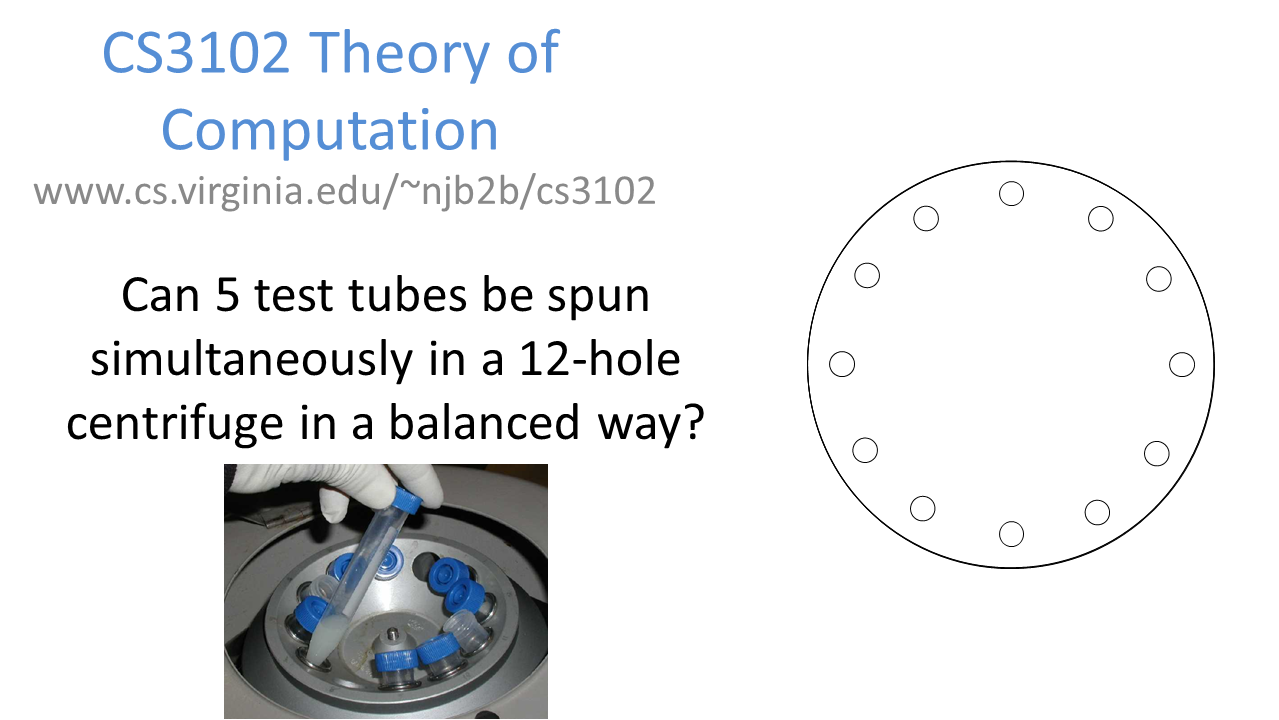 CS3102 Theory of
Computation
www.cs.virginia.edu/~njb2b/cs3102
Can 5 test tubes be spun
simultaneously in a 12-hole
centrifuge in a balanced way?